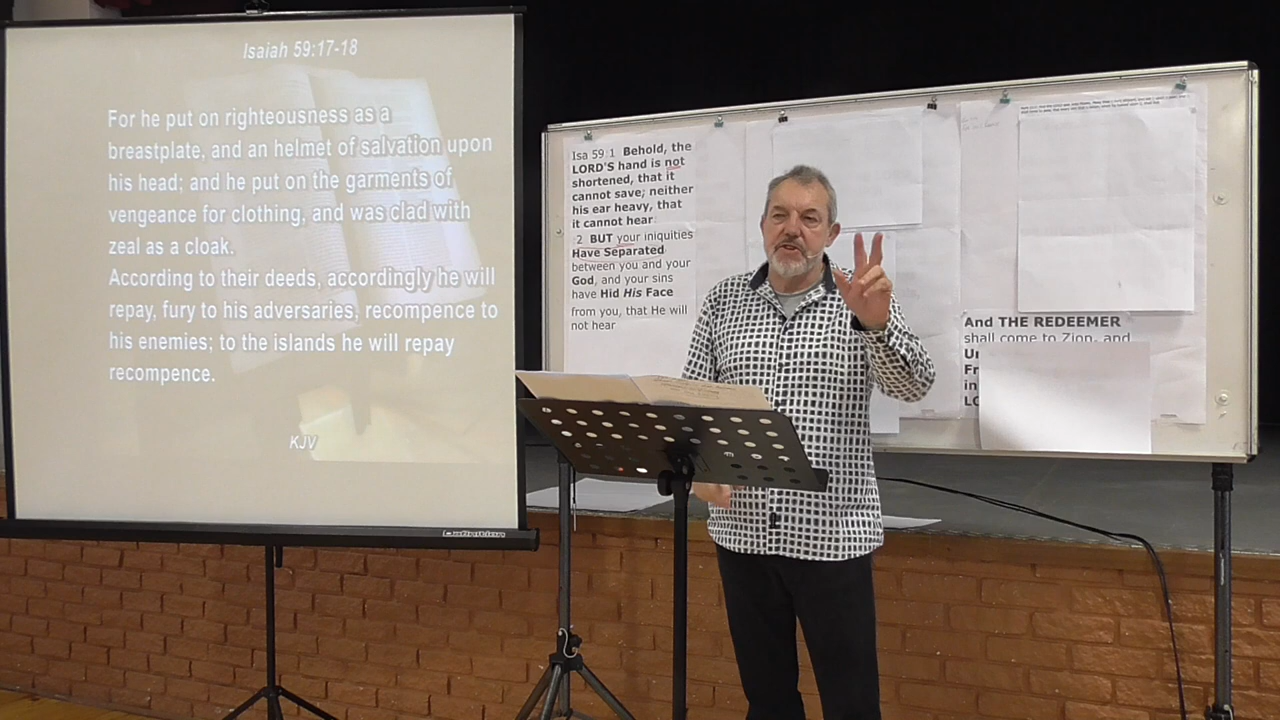 Isaiah 59:17-18
For he put on righteousness as a
breastplate, and an helmet of salvation upon
his head; and he put on the garments of
vengeance for clothing, and was clad with
zeal as a cloak.
According to their deeds, accordingly he will
repay, fury to his adversaries, recompence to
his enemies; to the islands he will repay
recompence.
KJV
Isa 59 1 Behold, the
LORD'S hand is not
shortened, that it
cannot save; neither
his ear heavy, that
it cannot hear
2 BUT your iniquities
Have Separated
between you and your
God, and your sins
have Hid His Face
from you, that He will
not hear
And THE REDEEMER
shall come to Zion, and